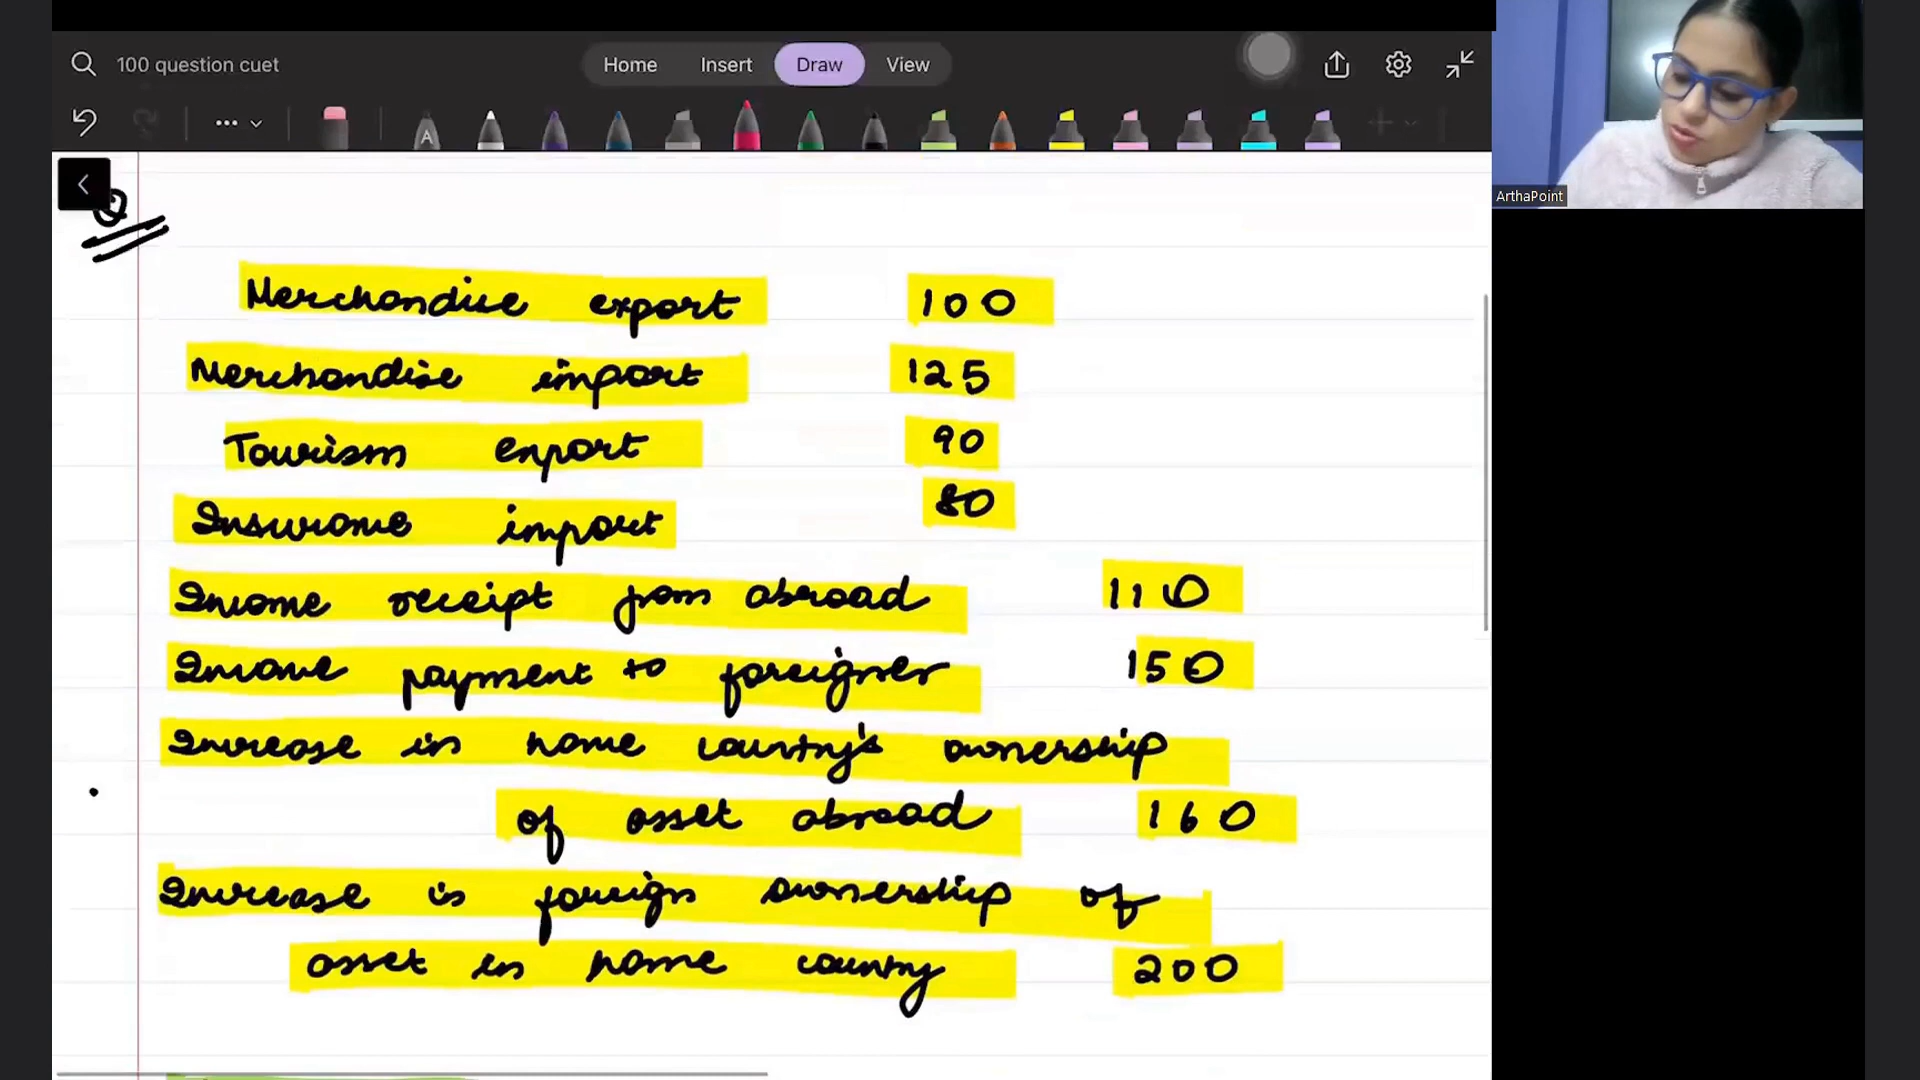 100 question cuet
Home Insert Draw View
A
ArthaPoint
Q
Merchandise export 100
Merchandise import 125
Tourism export 90
Insurance import 80
Income receipt from abroad 110
Income payment to foreigner 150
Increase in home country's ownership
of asset abroad 160
Increase in foreign ownership of
asset in home country 200